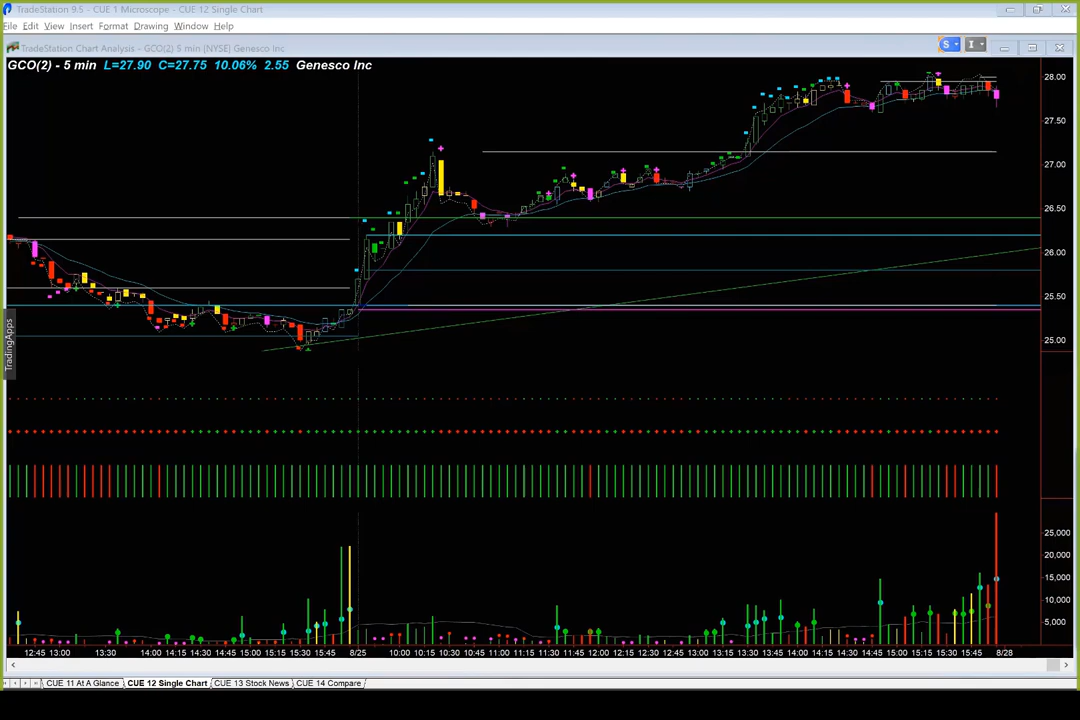 TradeStation 9.5 - CUE 1 Microscope - CUE 12 Single Chart
File Edit View Insert Format Drawing Window Help
TradeStation Chart Analysis - GCO(2) 5 min [NYSE] Genesco Inc
S I
GCO(2) - 5 min L=27.90 C=27.75 10.06% 2.55 Genesco Inc
28.00
27.50
27.00
26.50
26.00
25.50
25.00
TradingApps
25,000
20,000
15,000
10,000
5,000
12:45 13:00 13:30 14:00 14:15 14:30 14:45 15:00 15:15 15:30 15:45 8/25 10:00 10:15 10:30 10:45 11:00 11:15 11:30 11:45 12:00 12:15 12:30 12:45 13:00 13:15 13:30 13:45 14:00 14:15 14:30 14:45 15:00 15:15 15:30 15:45 8/28
CUE 11 At A Glance CUE 12 Single Chart CUE 13 Stock News CUE 14 Compare